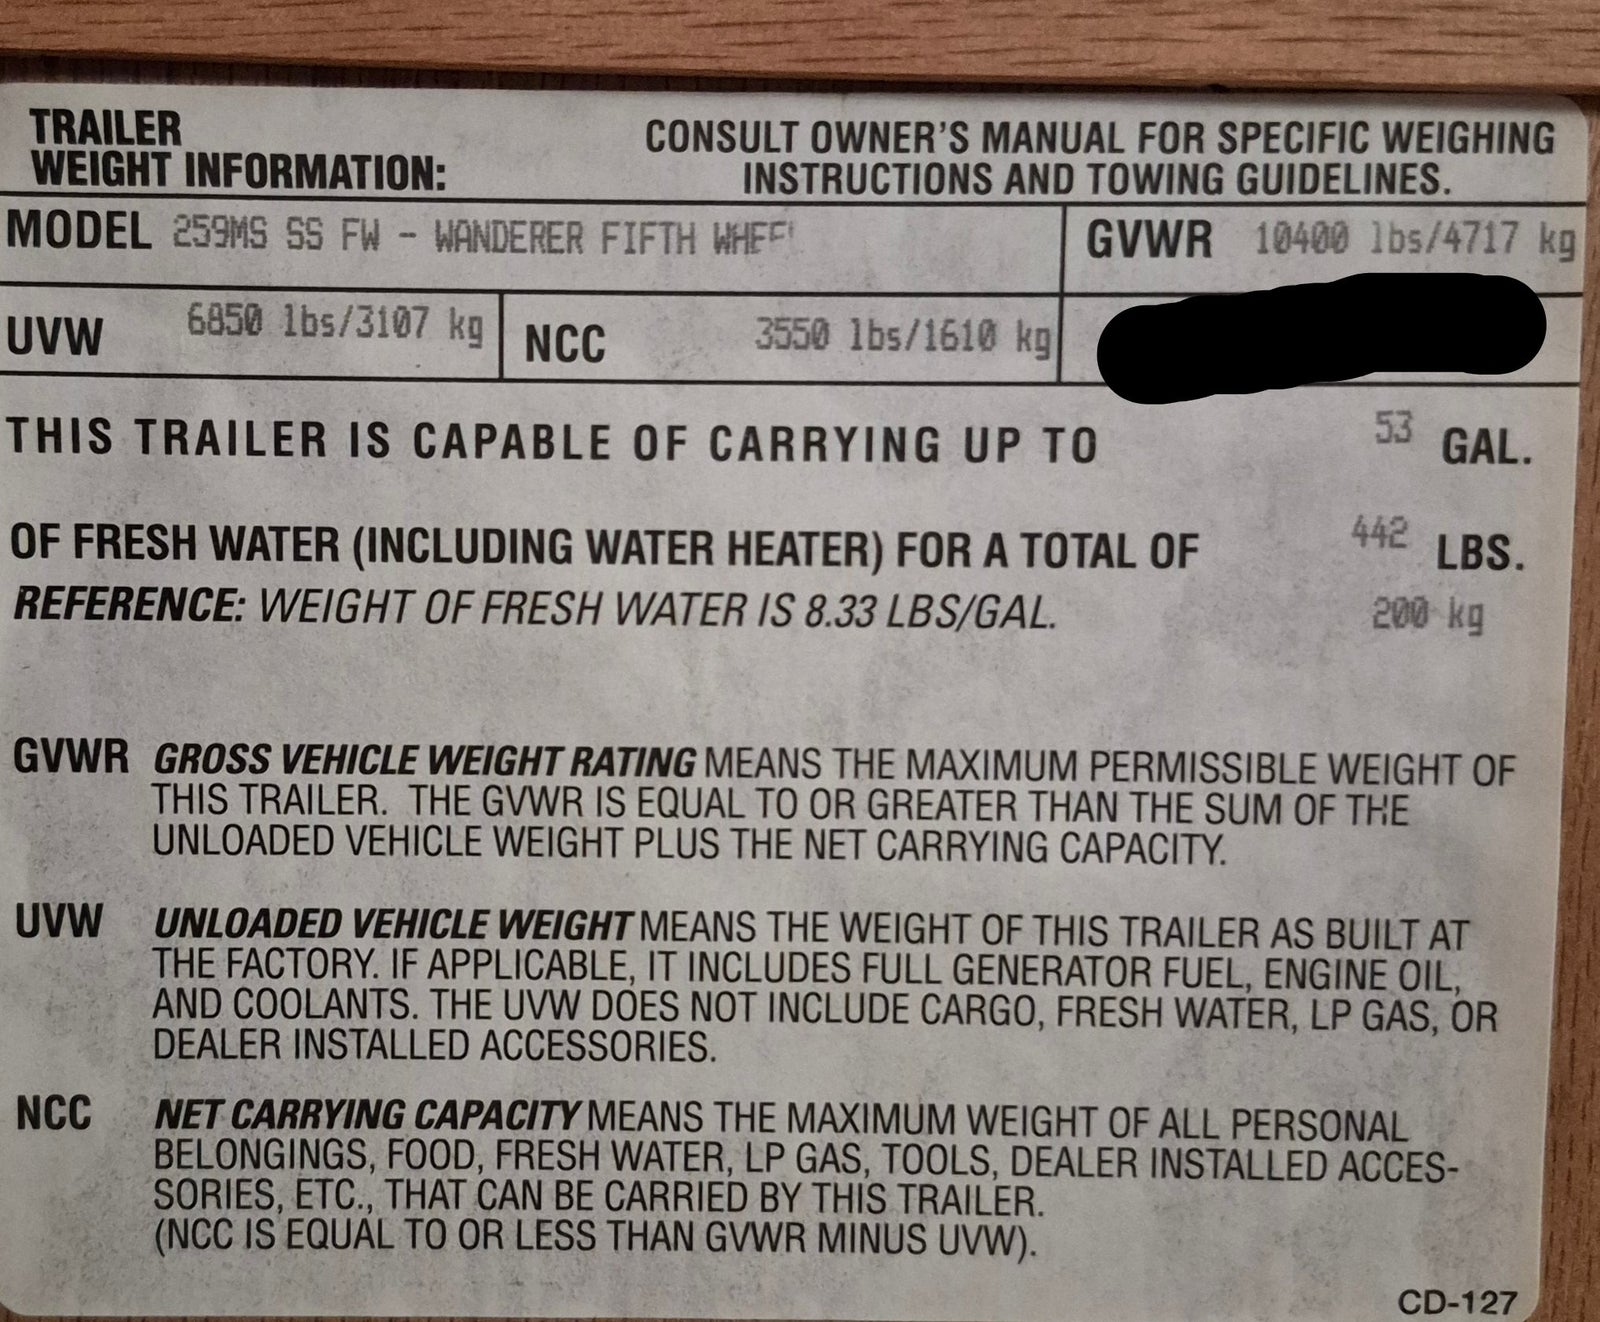 TRAILER
WEIGHT INFORMATION:
CONSULT OWNER'S MANUAL FOR SPECIFIC WEIGHING
INSTRUCTIONS AND TOWING GUIDELINES.
MODEL 259MS SS FW - WANDERER FIFTH
GVWR 10400 lbs/4717 kg
UVW 6850 lbs/3107 kg
NCC 3550 lbs/1610 kg
THIS TRAILER IS CAPABLE OF CARRYING UP TO 53 GAL.
OF FRESH WATER (INCLUDING WATER HEATER) FOR A TOTAL OF 442 LBS.
REFERENCE: WEIGHT OF FRESH WATER IS 8.33 LBS/GAL. 200 kg
GVWR GROSS VEHICLE WEIGHT RATING MEANS THE MAXIMUM PERMISSIBLE WEIGHT OF
THIS TRAILER. THE GVWR IS EQUAL TO OR GREATER THAN THE SUM OF THE
UNLOADED VEHICLE WEIGHT PLUS THE NET CARRYING CAPACITY.
UVW UNLOADED VEHICLE WEIGHT MEANS THE WEIGHT OF THIS TRAILER AS BUILT AT
THE FACTORY. IF APPLICABLE, IT INCLUDES FULL GENERATOR FUEL, ENGINE OIL,
AND COOLANTS. THE UVW DOES NOT INCLUDE CARGO, FRESH WATER, LP GAS, OR
DEALER INSTALLED ACCESSORIES.
NCC NET CARRYING CAPACITY MEANS THE MAXIMUM WEIGHT OF ALL PERSONAL
BELONGINGS, FOOD, FRESH WATER, LP GAS, TOOLS, DEALER INSTALLED ACCES-
SORIES, ETC., THAT CAN BE CARRIED BY THIS TRAILER.
(NCC IS EQUAL TO OR LESS THAN GVWR MINUS UVW).
CD-127